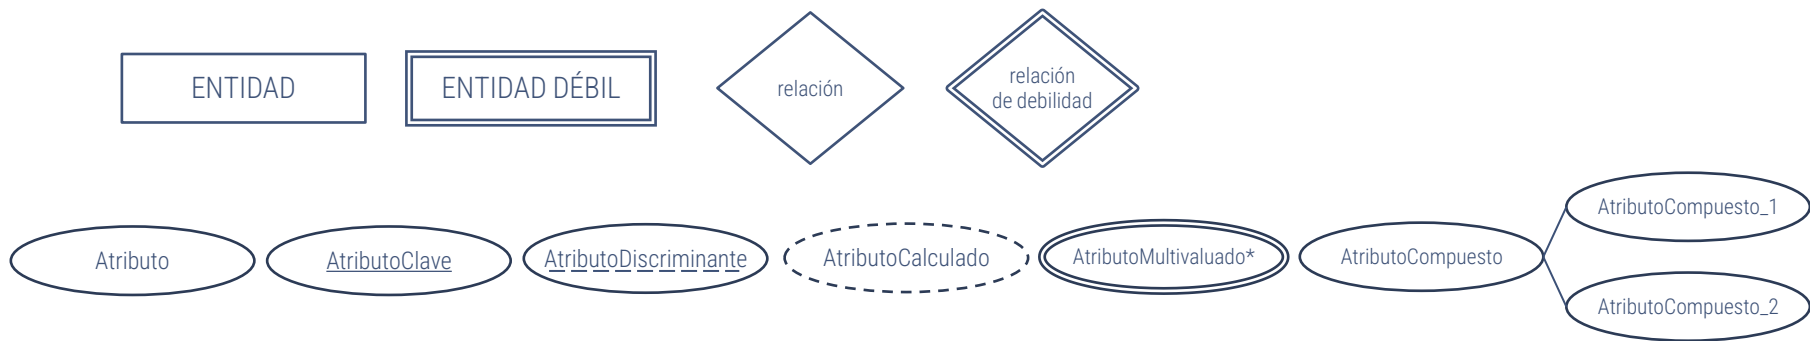 ENTIDAD
ENTIDAD DÉBIL
relación
relación
de debilidad
Atributo
AtributoClave
AtributoDiscriminante
AtributoCalculado
AtributoMultivaluado*
AtributoCompuesto
AtributoCompuesto_1
AtributoCompuesto_2